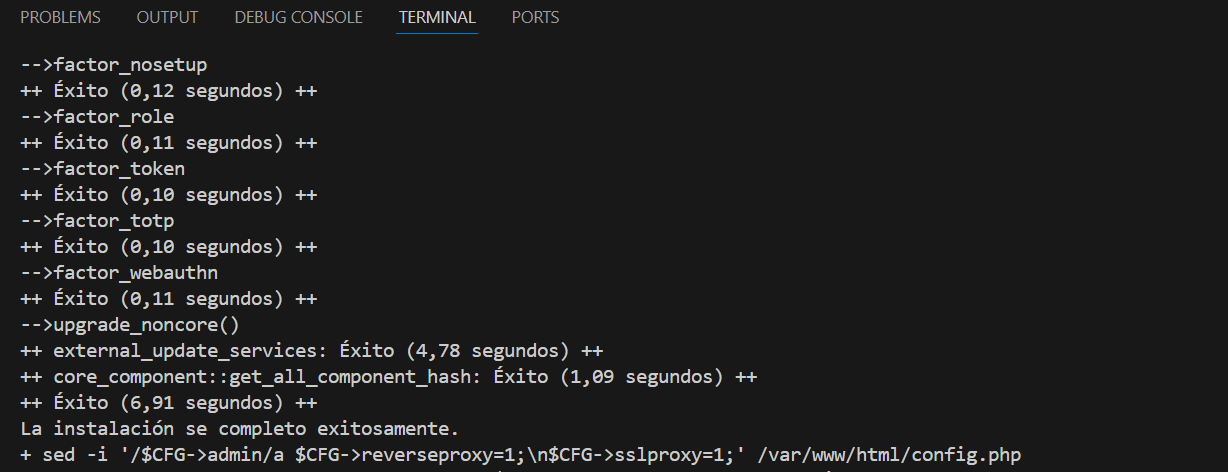 PROBLEMS OUTPUT DEBUG CONSOLE TERMINAL PORTS
-->factor_nosetup
++ Éxito (0,12 segundos) ++
-->factor_role
++ Éxito (0,11 segundos) ++
-->factor_token
++ Éxito (0,10 segundos) ++
-->factor_totp
++ Éxito (0,10 segundos) ++
-->factor_webauthn
++ Éxito (0,11 segundos) ++
-->upgrade_noncore()
++ external_update_services: Éxito (4,78 segundos) ++
++ core_component::get_all_component_hash: Éxito (1,09 segundos) ++
++ Éxito (6,91 segundos) ++
La instalación se completo exitosamente.
+ sed -i '/$CFG->admin/a $CFG->reverseproxy=1;\n$CFG->sslproxy=1;' /var/www/html/config.php